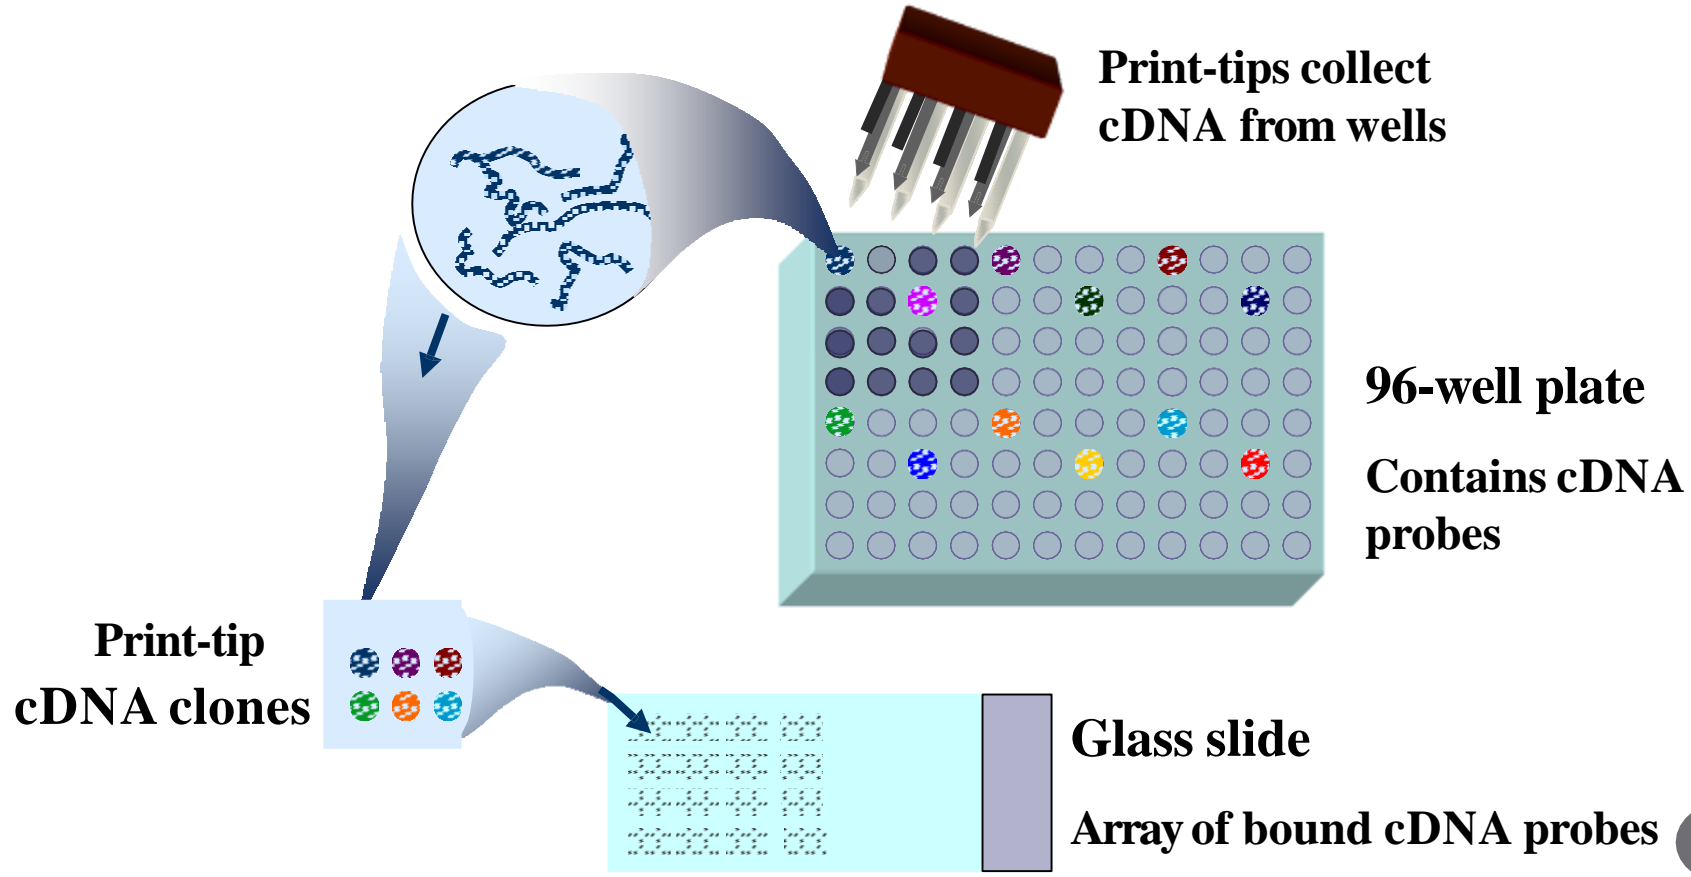 Print-tips collect
cDNA from wells
96-well plate
Contains cDNA
probes
Print-tip
cDNA clones
Glass slide
Array of bound cDNA probes